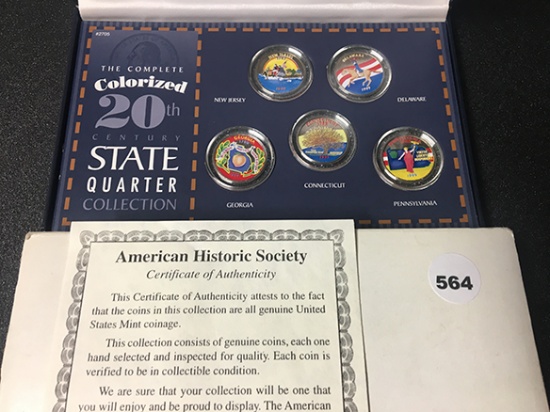 #2755
THE COMPLETE
Colorized
20th
CENTURY
STATE
QUARTER
COLLECTION
NEW JERSEY
DELAWARE
GEORGIA
CONNECTICUT
PENNSYLVANIA
564
American Historic Society
Certificate of Authenticity
This Certificate of Authenticity attests to the fact
that the coins in this collection are all genuine United
States Mint coinage.
This collection consists of genuine coins, each one
hand selected and inspected for quality. Each coin is
verified to be in collectible condition.
We are sure that your collection will be one that
you will enjoy and be proud to display. The American